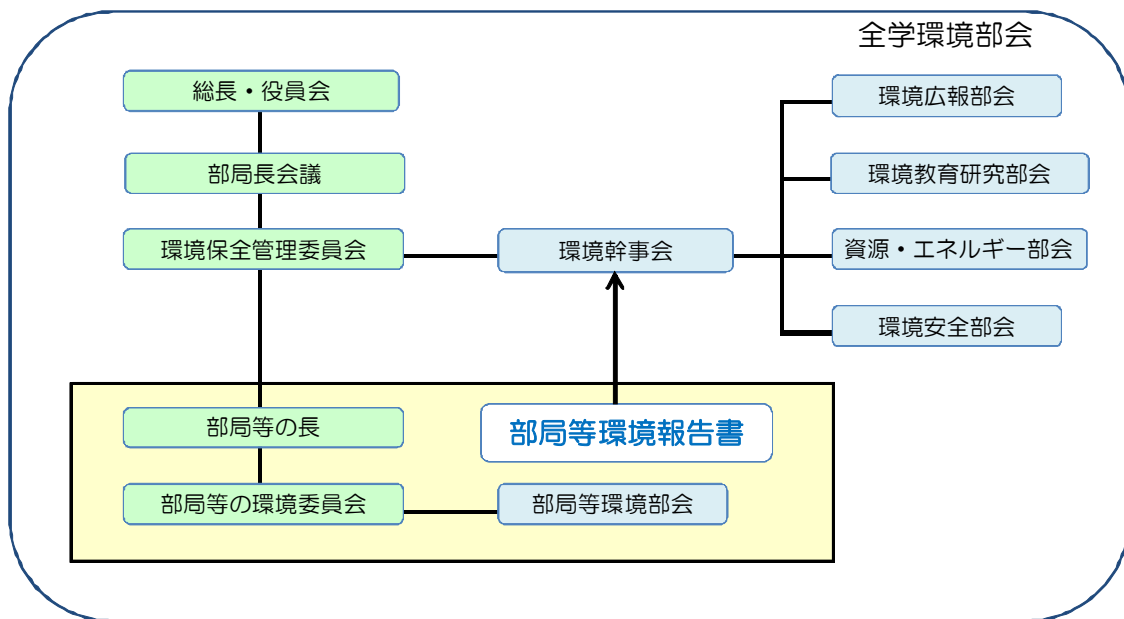 全学環境部会
総長・役員会
環境広報部会
部局長会議
環境教育研究部会
環境保全管理委員会
環境幹事会
資源・エネルギー部会
環境安全部会
部局等の長
部局等環境報告書
部局等の環境委員会
部局等環境部会